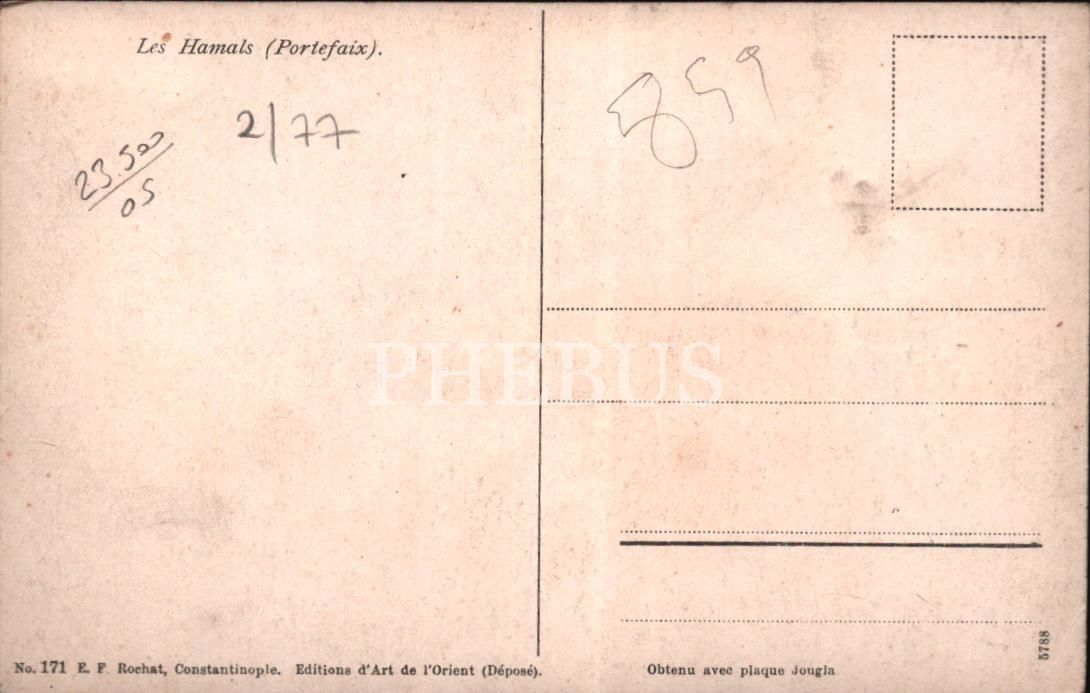 Les Hamals (Portefaix).
2/77
23.500
05
859
PHEBUS
No. 171 E. F. Rochat, Constantinople. Editions d'Art de l'Orient (Déposé).
Obtenu avec plaque Jougla
5788